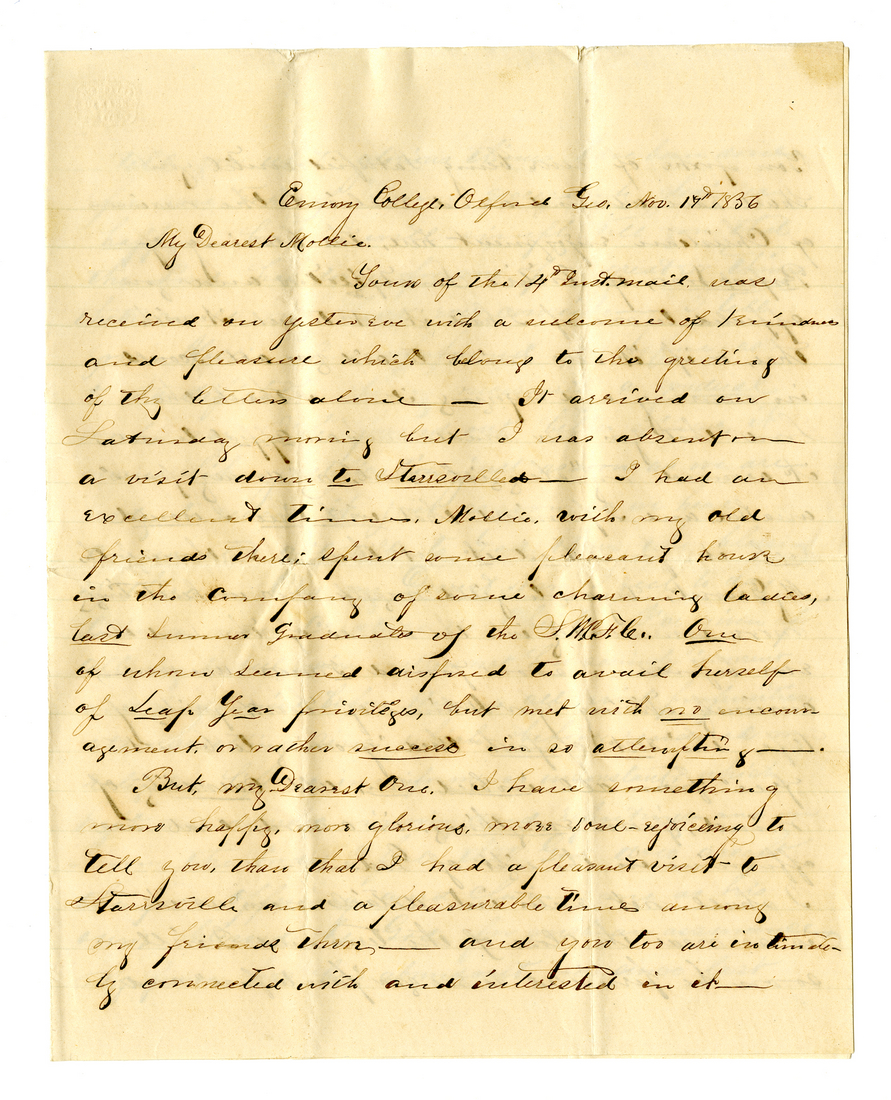 Emory College, Oxford Geo. Nov. 17th 1856
My Dearest Mollie.
Yours of the 14th Inst. mail. was
received on yester eve with a welcome of kindness
and pleasure which belongs to the greeting
of thy letters alone — It arrived on
Saturday morning but I was absent on
a visit down to Starrsville — I had an
excellent time, Mollie, with my old
friends there; spent some pleasant hours
in the company of some charming ladies,
last Summer Graduates of the S.M.F.C.. One
of whom seemed disposed to avail herself
of Leap Year privileges, but met with no encour-
agement, or rather success in so attempting —.
But, my Dearest One, I have something
more happy, more glorious, more soul-rejoicing to
tell you, than that I had a pleasant visit to
Starrsville and a pleasurable time among
my friends there, — and you too are intimate-
ly connected with and interested in it —